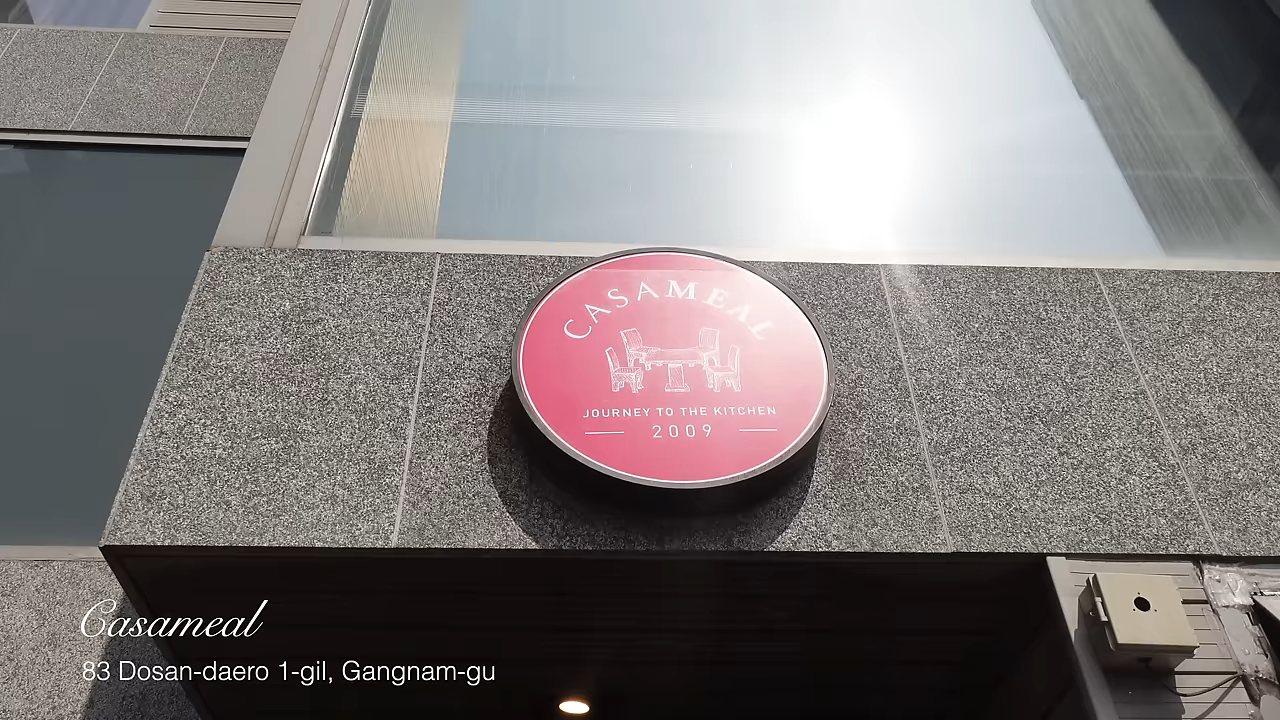 CASAMEAL
JOURNEY TO THE KITCHEN
2009
Casameal
83 Dosan-daero 1-gil, Gangnam-gu